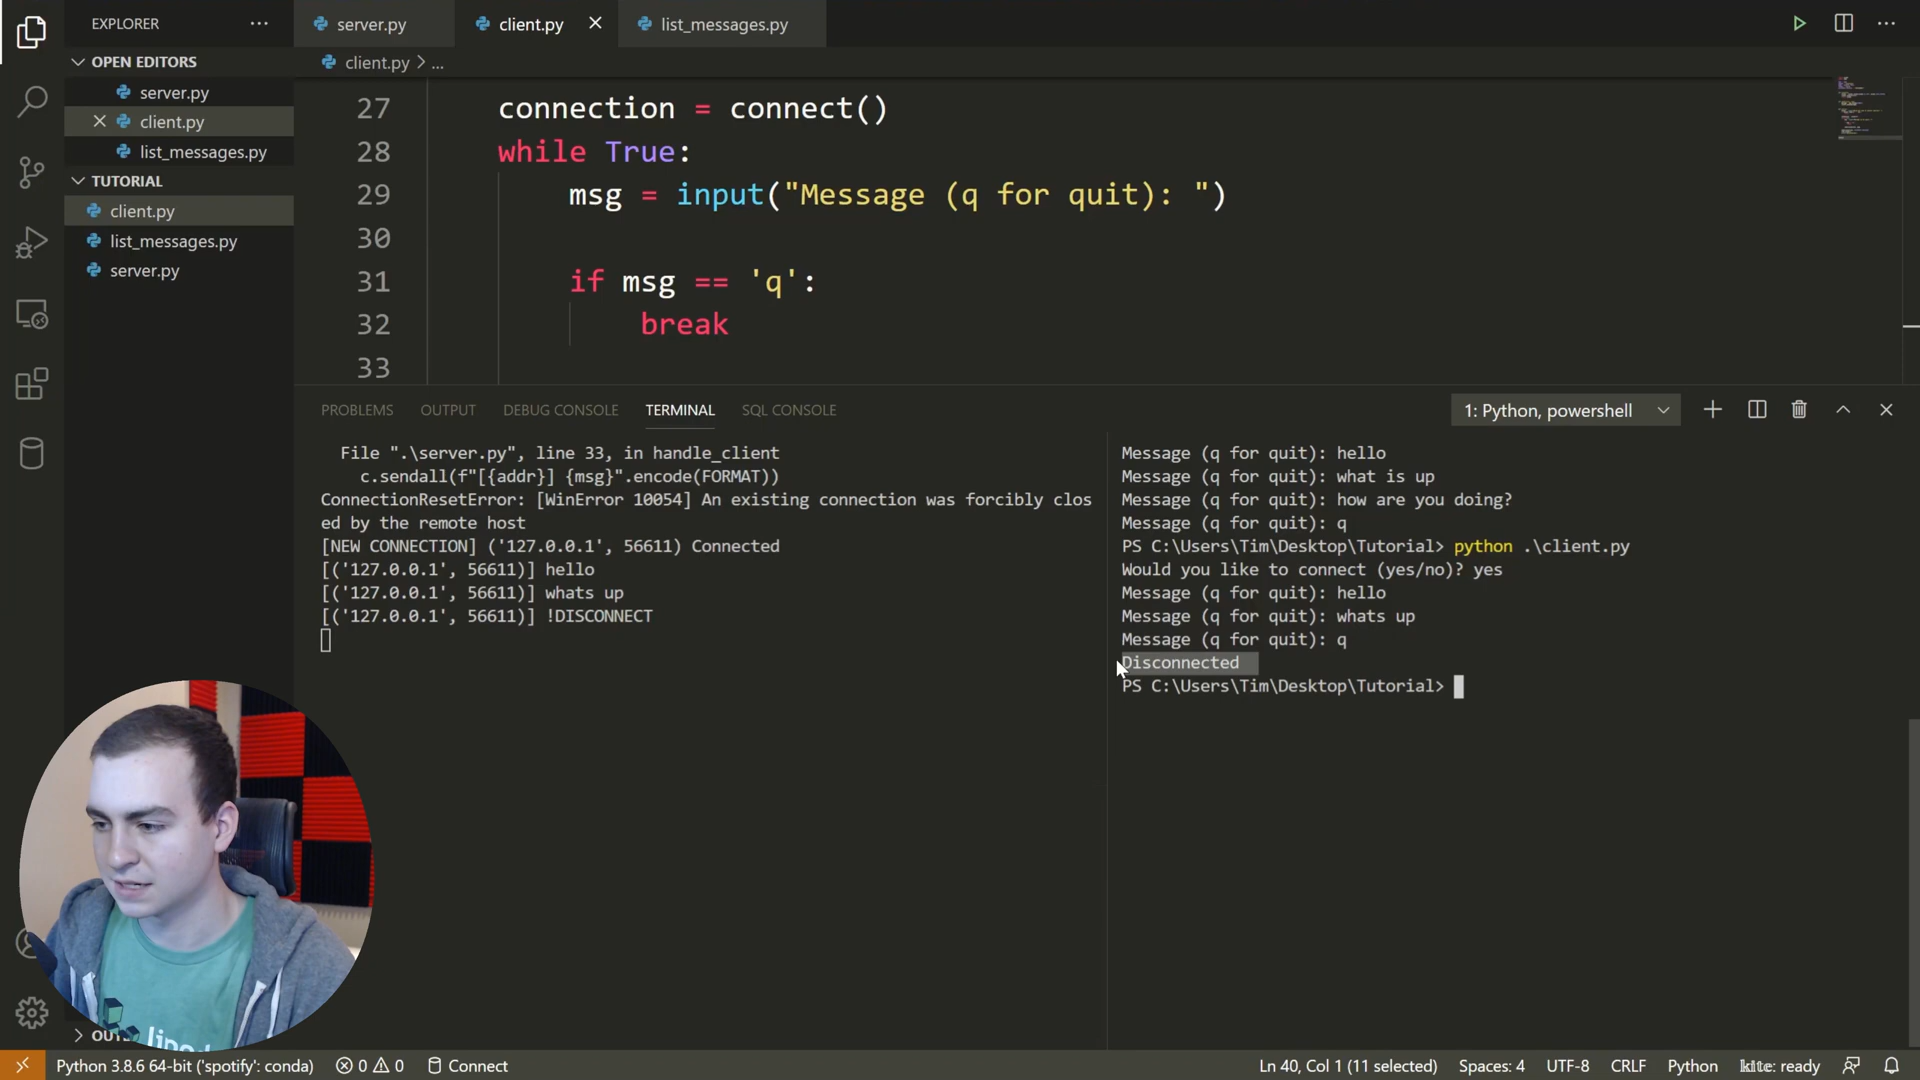 EXPLORER
server.py
client.py
list_messages.py
OPEN EDITORS
client.py > ...
server.py
client.py
list_messages.py
TUTORIAL
client.py
list_messages.py
server.py
27 connection = connect()
28 while True:
29 msg = input("Message (q for quit): ")
30
31 if msg == 'q':
32 break
33
PROBLEMS OUTPUT DEBUG CONSOLE TERMINAL SQL CONSOLE
1: Python, powershell
File ".\server.py", line 33, in handle_client
c.sendall(f"[{addr}] {msg}".encode(FORMAT))
ConnectionResetError: [WinError 10054] An existing connection was forcibly clos
ed by the remote host
[NEW CONNECTION] ('127.0.0.1', 56611) Connected
[('127.0.0.1', 56611)] hello
[('127.0.0.1', 56611)] whats up
[('127.0.0.1', 56611)] !DISCONNECT
Message (q for quit): hello
Message (q for quit): what is up
Message (q for quit): how are you doing?
Message (q for quit): q
PS C:\Users\Tim\Desktop\Tutorial> python .\client.py
Would you like to connect (yes/no)? yes
Message (q for quit): hello
Message (q for quit): whats up
Message (q for quit): q
Disconnected
PS C:\Users\Tim\Desktop\Tutorial>
Python 3.8.6 64-bit ('spotify': conda)
0 0
Connect
Ln 40, Col 1 (11 selected)
Spaces: 4
UTF-8
CRLF
Python
kite: ready